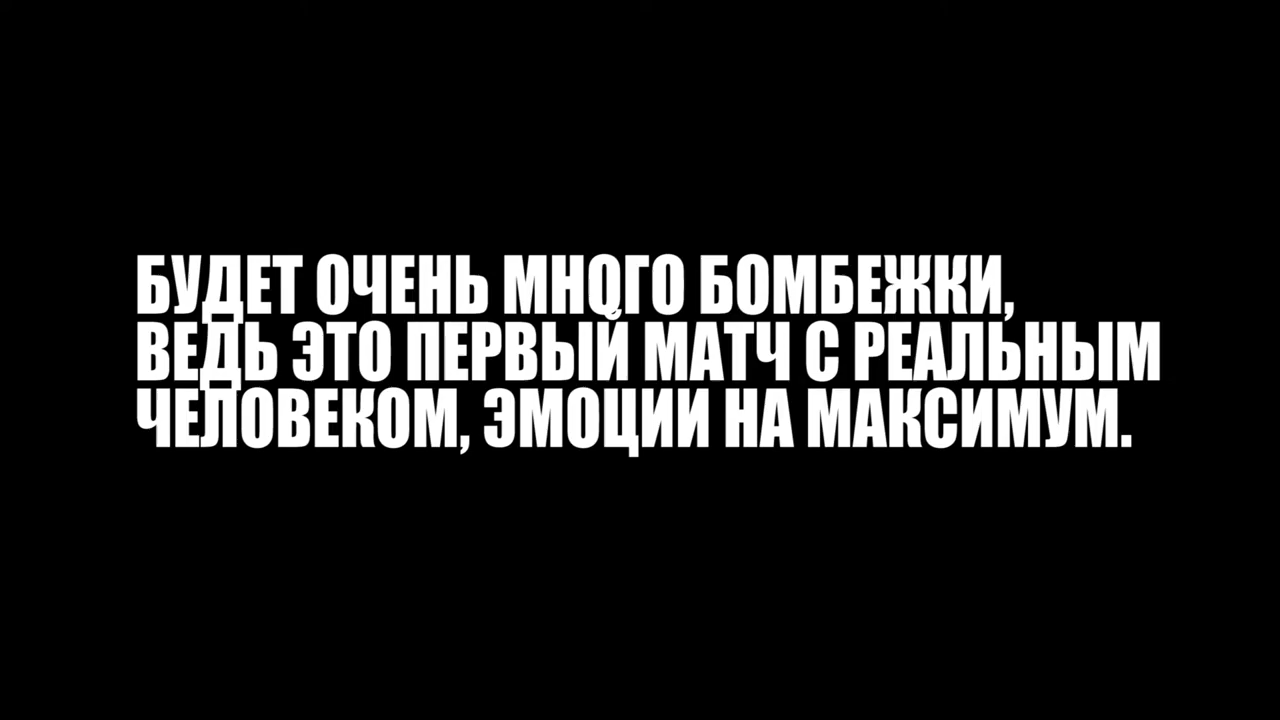 БУДЕТ ОЧЕНЬ МНОГО БОМБЕЖКИ,
ВЕДЬ ЭТО ПЕРВЫЙ МАТЧ С РЕАЛЬНЫМ
ЧЕЛОВЕКОМ, ЭМОЦИИ НА МАКСИМУМ.